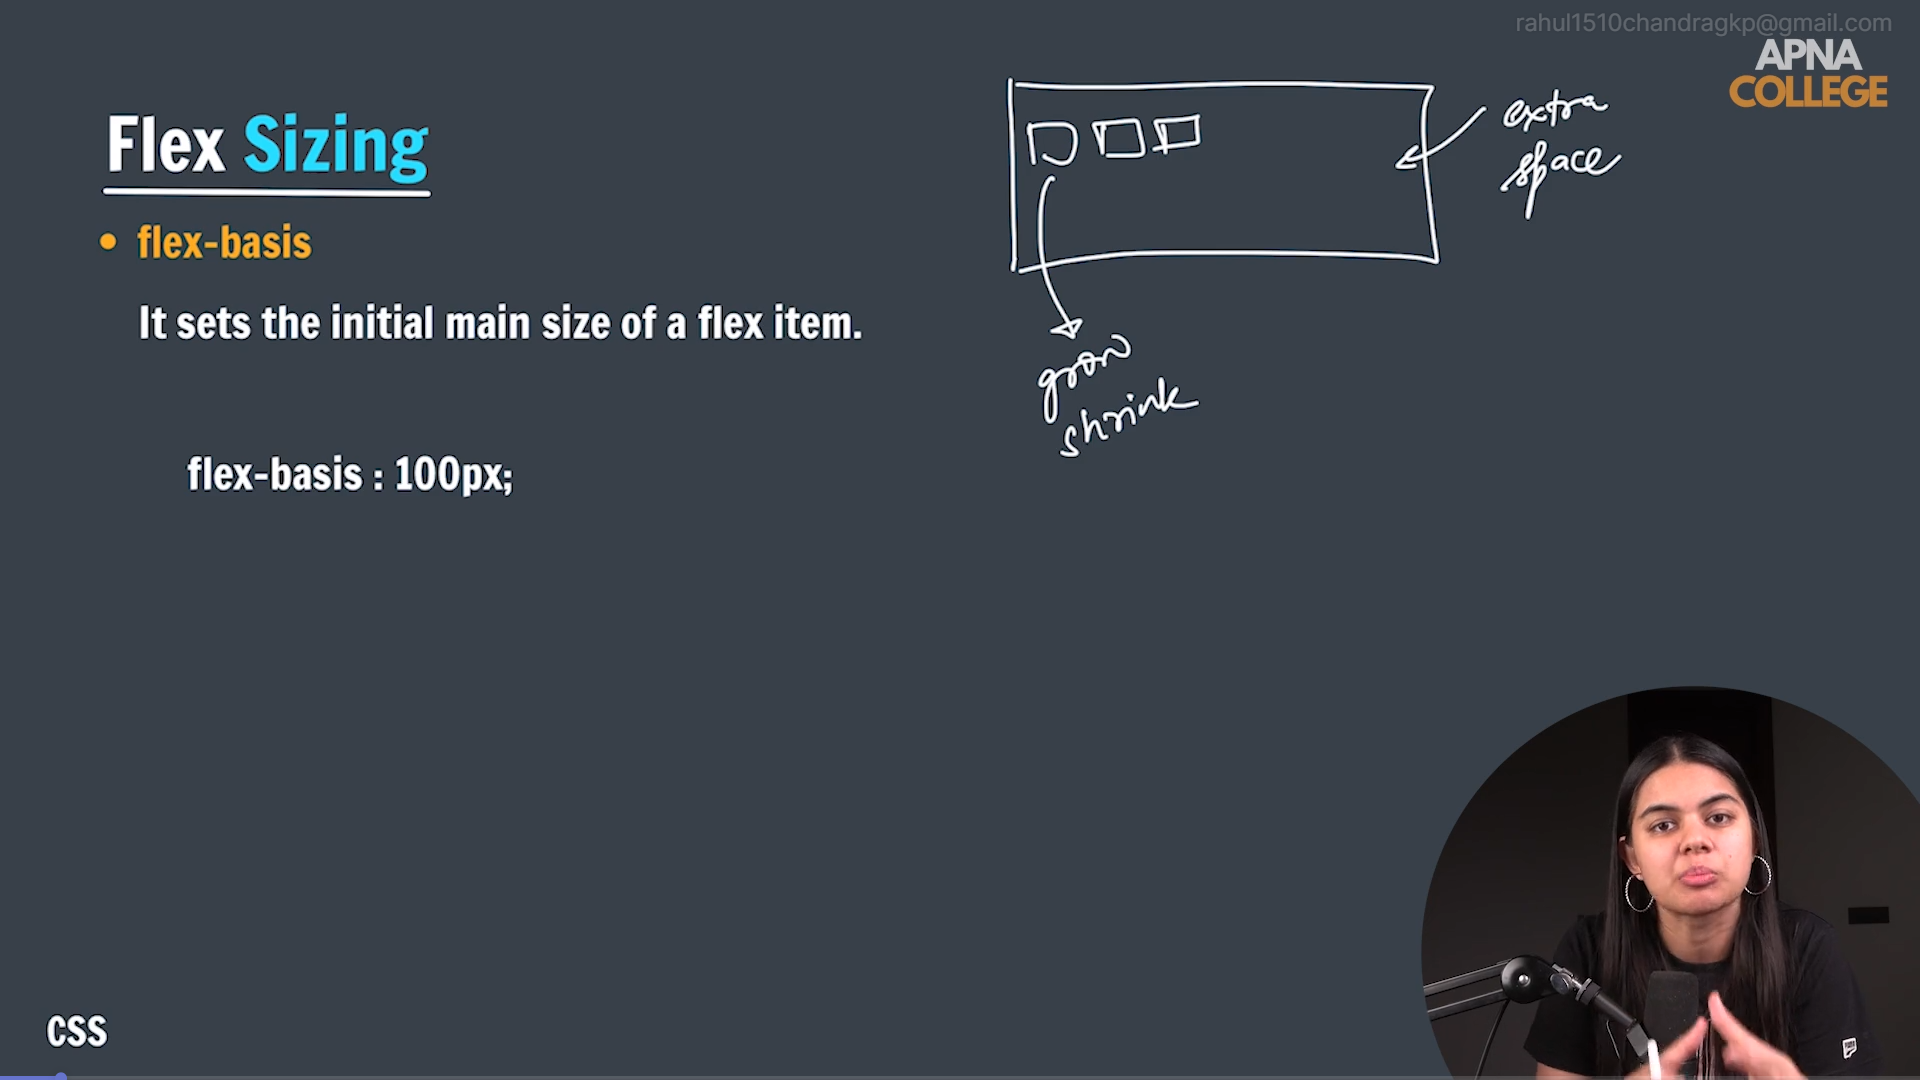 rahul1510chandragkp@gmail.com
APNA
COLLEGE
Flex Sizing
extra
space
• flex-basis
It sets the initial main size of a flex item.
grow
shrink
flex-basis : 100px;
CSS